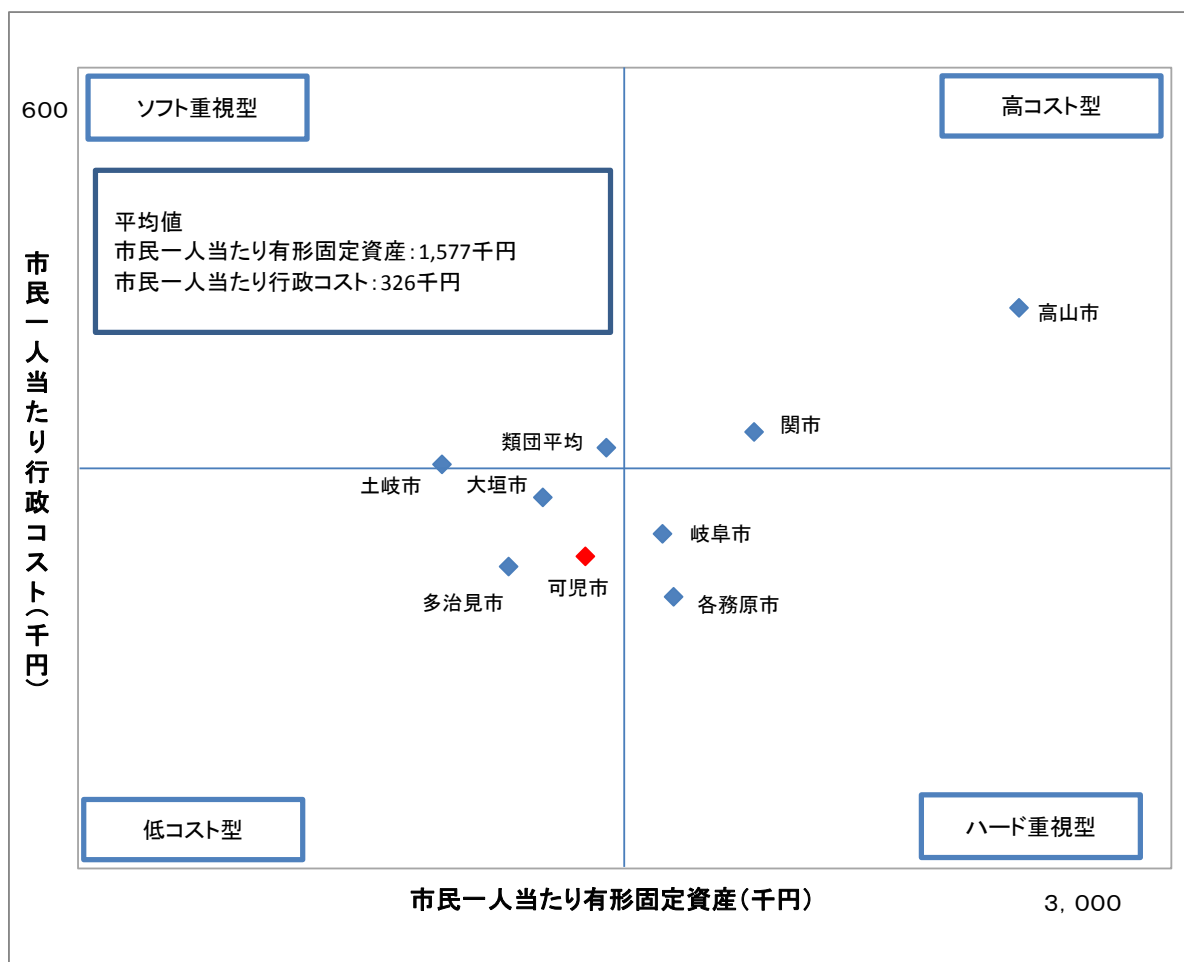 ソフト重視型
高コスト型
600
平均値
市民一人当たり有形固定資産：1,577千円
市民一人当たり行政コスト：326千円
市民一人当たり行政コスト（千円）
高山市
関市
類団平均
土岐市
大垣市
岐阜市
多治見市
可児市
各務原市
低コスト型
ハード重視型
市民一人当たり有形固定資産（千円）
３，０００